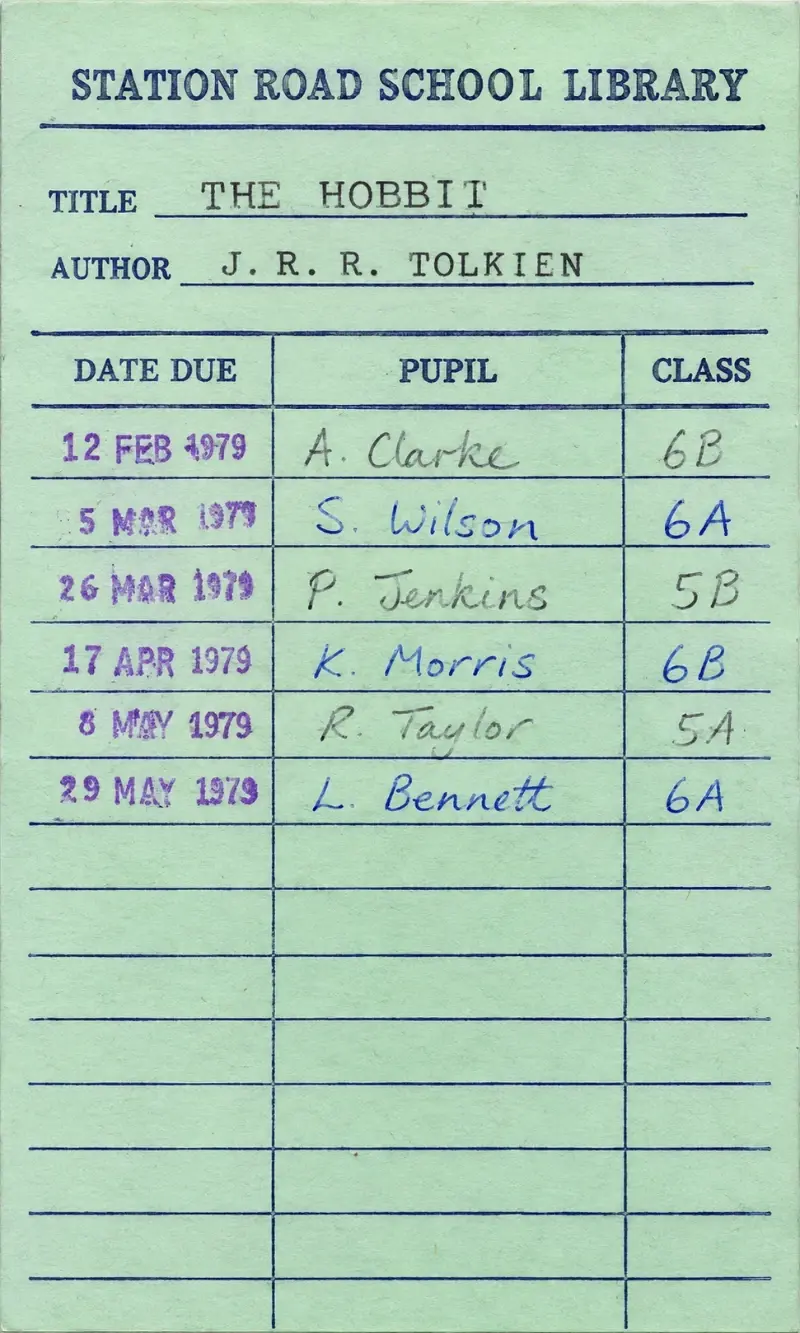 STATION ROAD SCHOOL LIBRARY
TITLE THE HOBBIT
AUTHOR J. R. R. TOLKIEN
DATE DUE PUPIL CLASS
12 FEB 1979 A. Clarke 6B
5 MAR 1979 S. Wilson 6A
26 MAR 1979 P. Jenkins 5B
17 APR 1979 K. Morris 6B
8 MAY 1979 R. Taylor 5A
29 MAY 1979 L. Bennett 6A